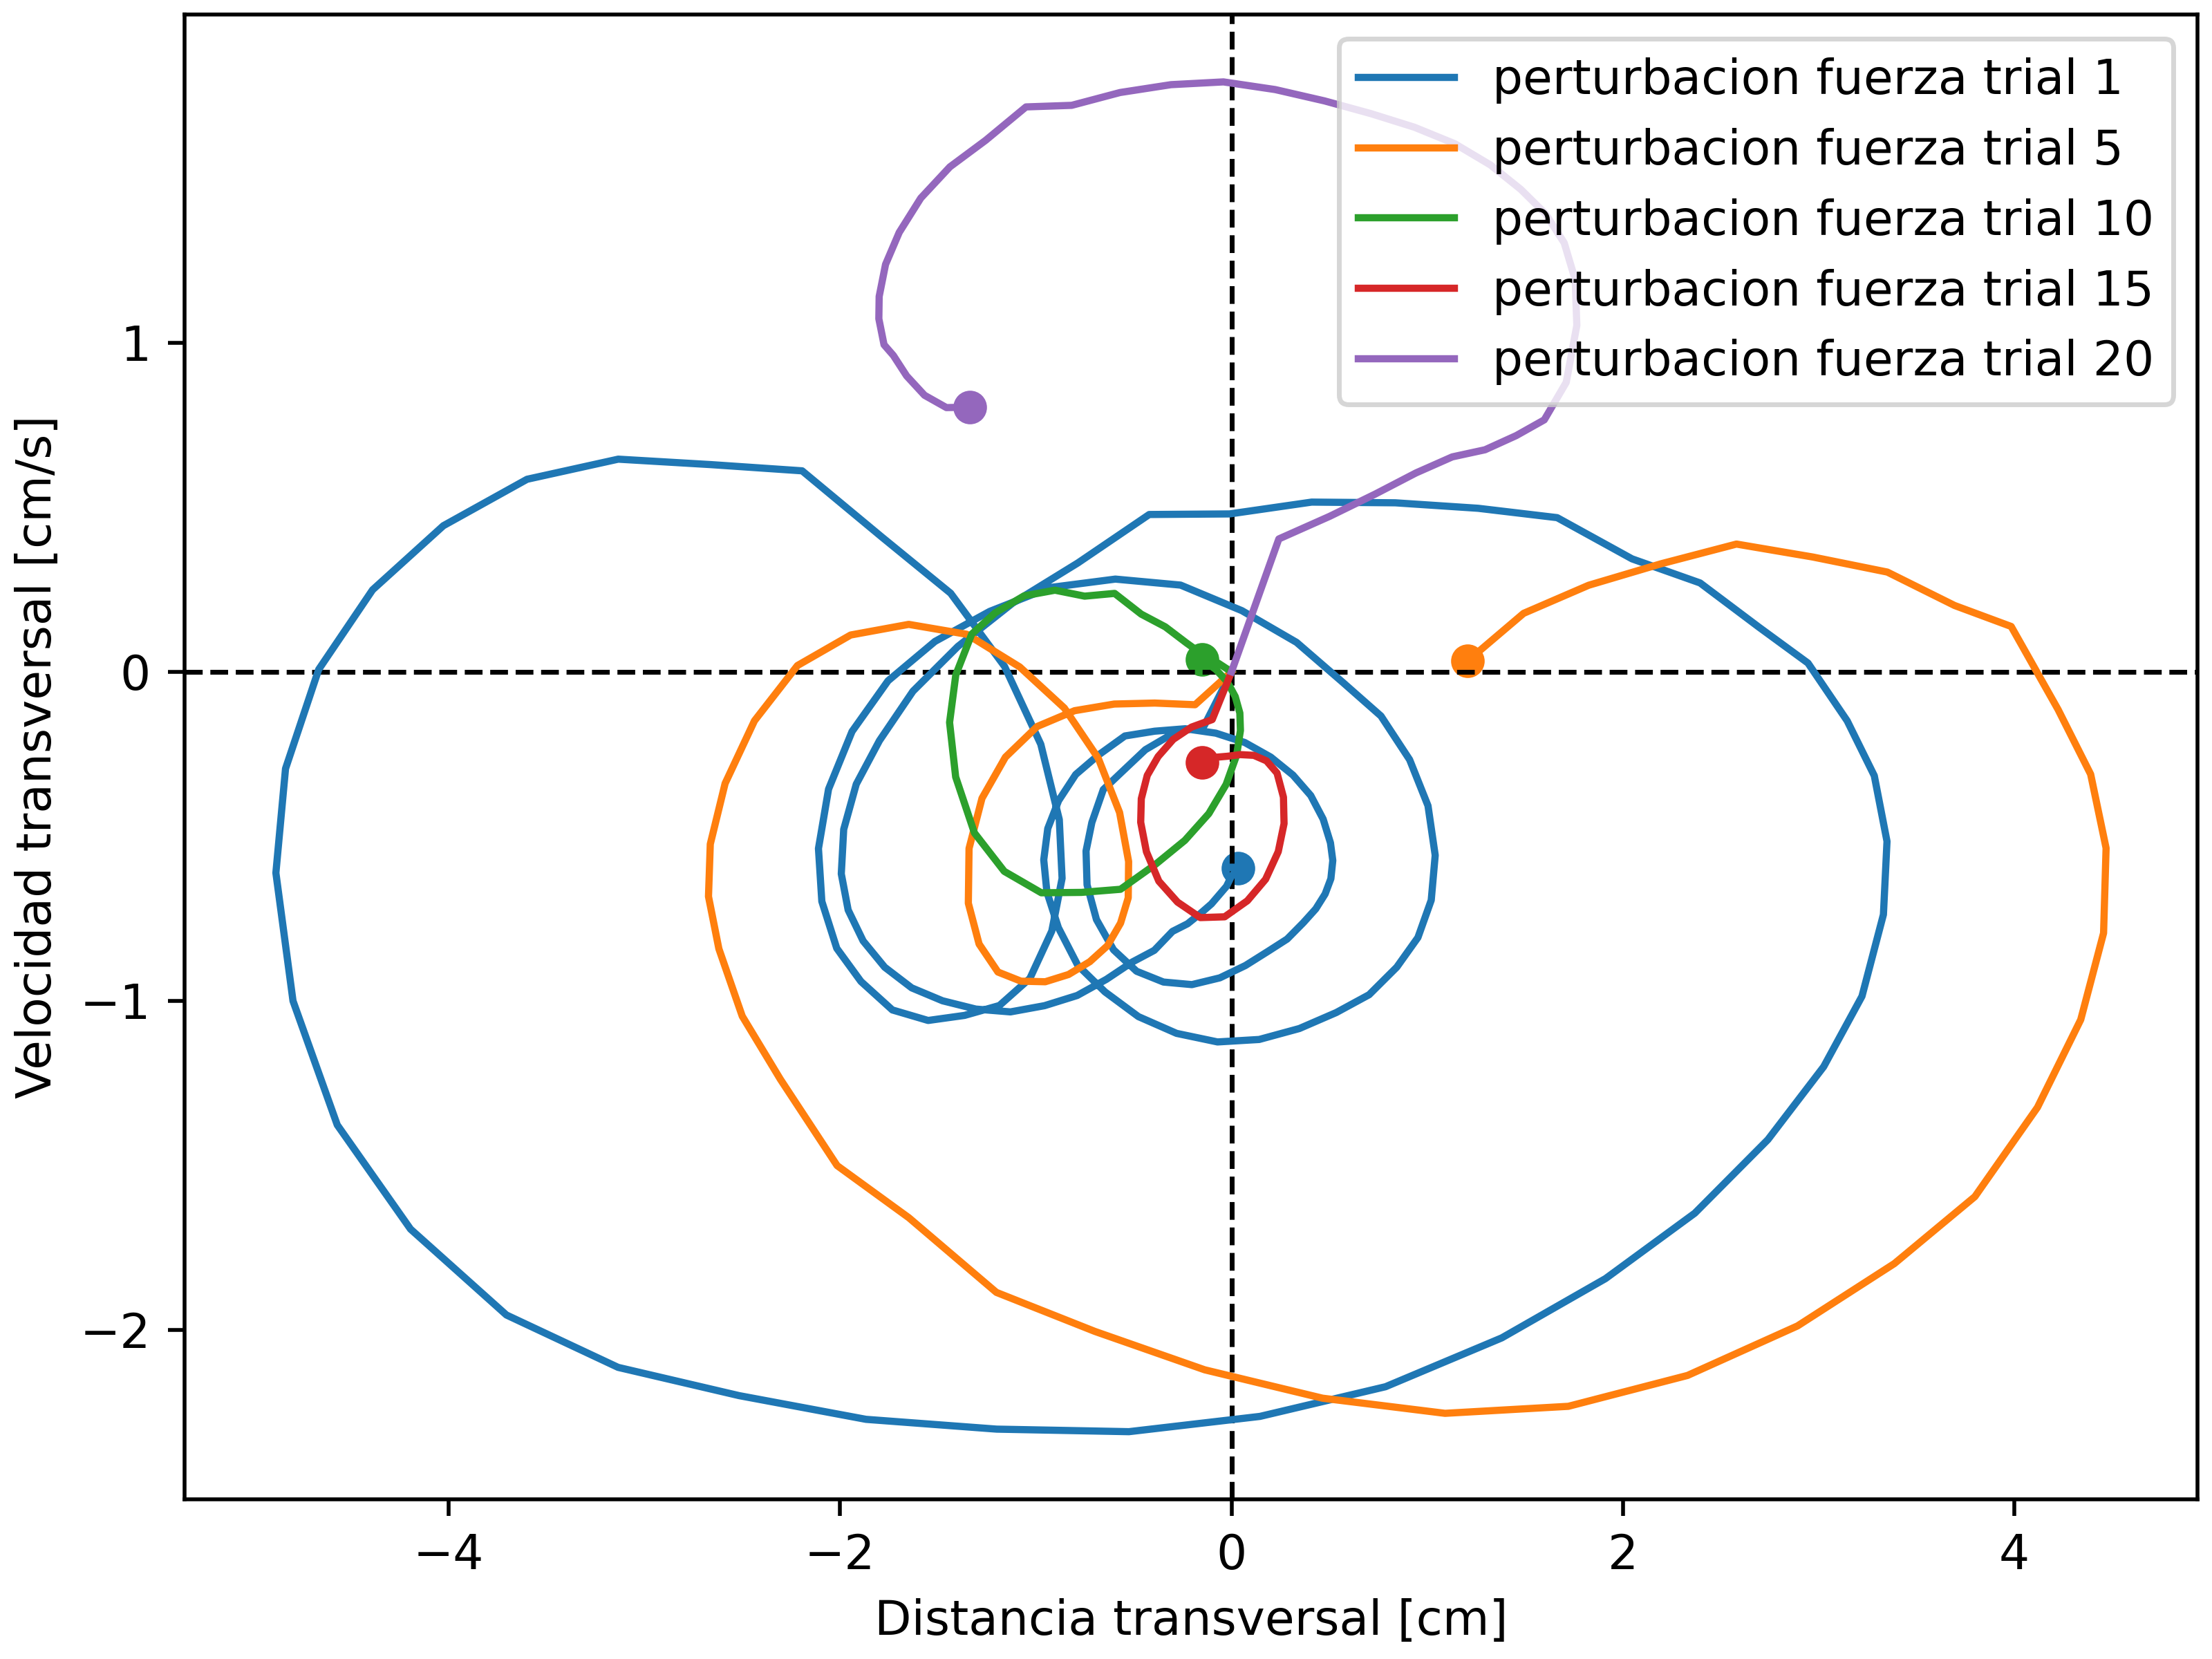 perturbacion fuerza trial 1
perturbacion fuerza trial 5
perturbacion fuerza trial 10
perturbacion fuerza trial 15
perturbacion fuerza trial 20
1
0
−1
−2
Velocidad transversal [cm/s]
−4 −2 0 2 4
Distancia transversal [cm]